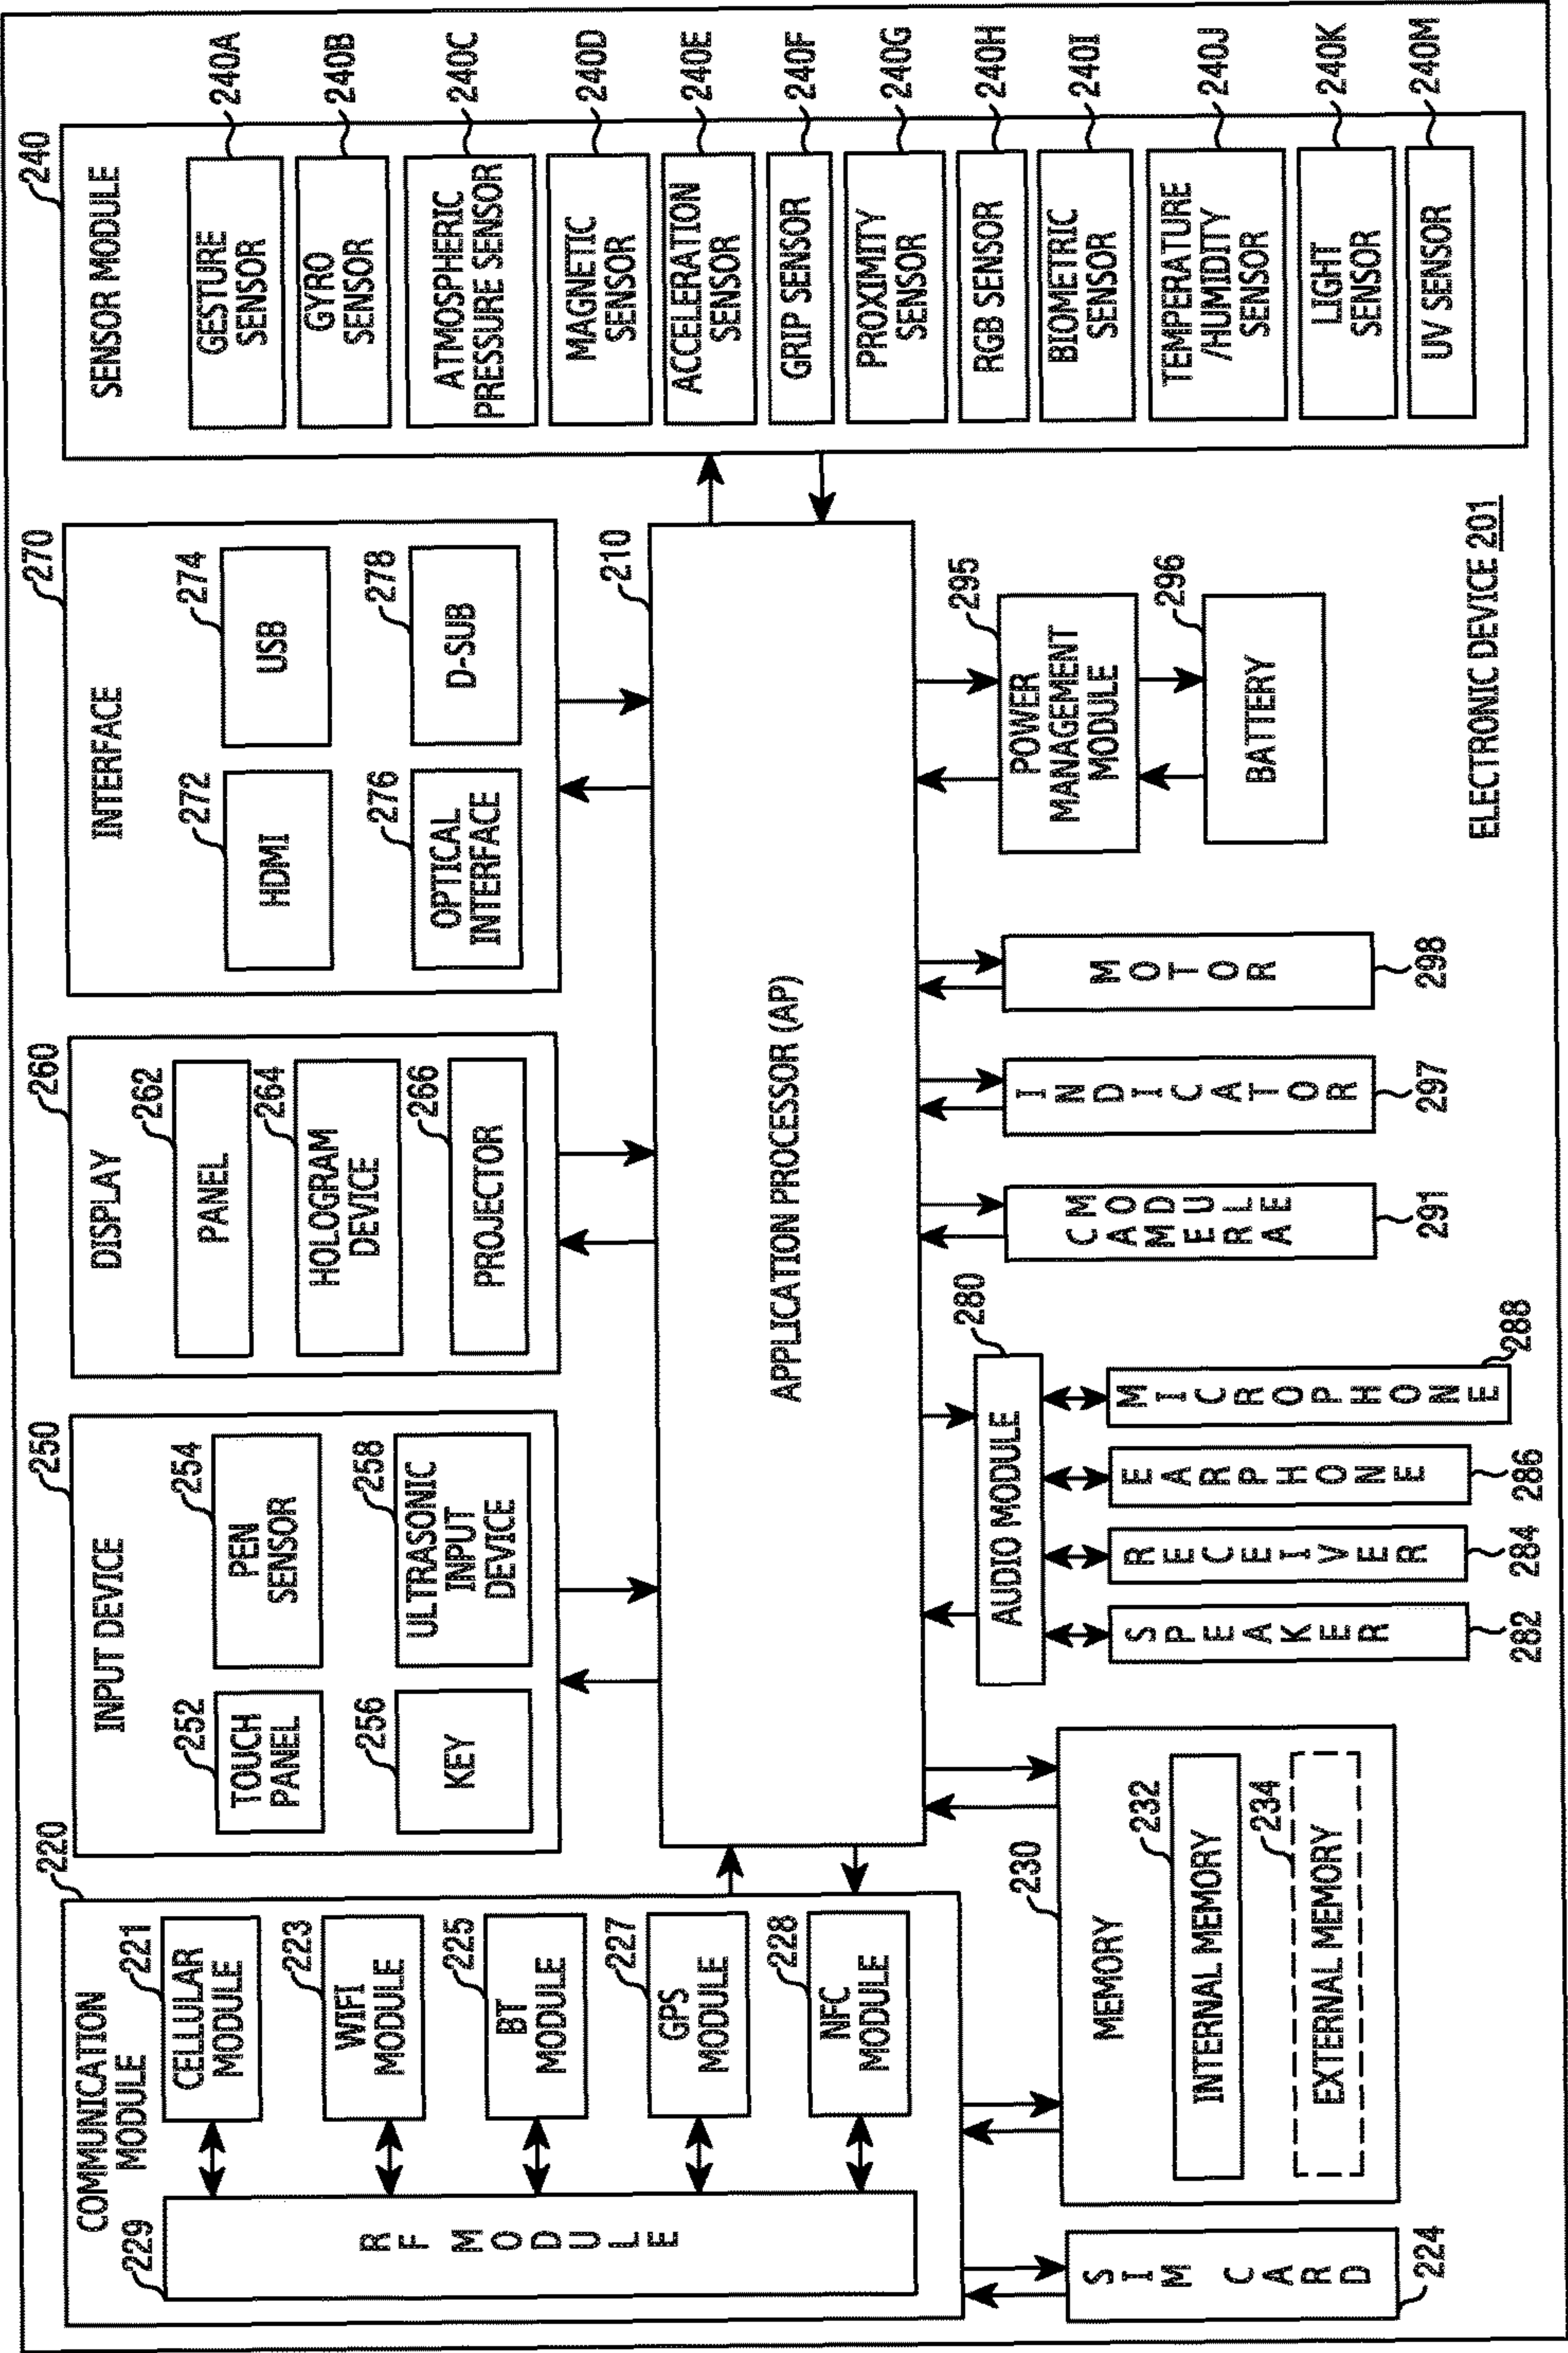 220
COMMUNICATION
MODULE
229
RF MODULE
221
CELLULAR
MODULE
223
WIFI
MODULE
225
BT
MODULE
227
GPS
MODULE
228
NFC
MODULE
250
INPUT DEVICE
252
TOUCH
PANEL
254
PEN
SENSOR
256
KEY
258
ULTRASONIC
INPUT
DEVICE
260
DISPLAY
262
PANEL
264
HOLOGRAM
DEVICE
266
PROJECTOR
270
INTERFACE
272
HDMI
274
USB
276
OPTICAL
INTERFACE
278
D-SUB
240
SENSOR MODULE
GESTURE
SENSOR
240A
GYRO
SENSOR
240B
ATMOSPHERIC
PRESSURE SENSOR
240C
MAGNETIC
SENSOR
240D
ACCELERATION
SENSOR
240E
GRIP SENSOR
240F
PROXIMITY
SENSOR
240G
RGB SENSOR
240H
BIOMETRIC
SENSOR
240I
TEMPERATURE
/HUMIDITY
SENSOR
240J
LIGHT
SENSOR
240K
UV SENSOR
240M
210
APPLICATION PROCESSOR (AP)
SIM CARD
224
230
MEMORY
232
INTERNAL MEMORY
234
EXTERNAL MEMORY
280
AUDIO MODULE
SPEAKER
282
RECEIVER
284
EARPHONE
286
MICROPHONE
288
CAMERA
MODULE
291
INDICATOR
297
MOTOR
298
295
POWER
MANAGEMENT
MODULE
296
BATTERY
ELECTRONIC DEVICE 201